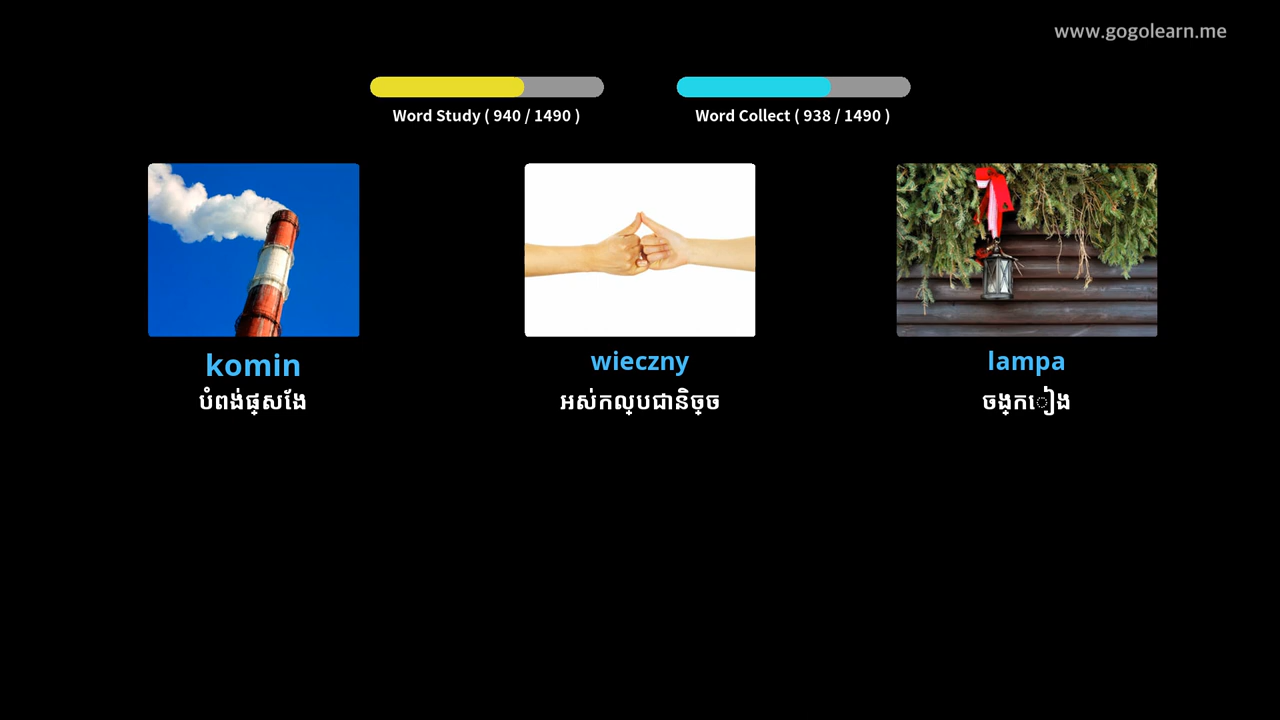 www.gogolearn.me
Word Study ( 940 / 1490 )
Word Collect ( 938 / 1490 )
komin
wieczny
lampa
បំពង់ផ្សែង
អស់កល្បជានិច្ច
ចង្កៀង